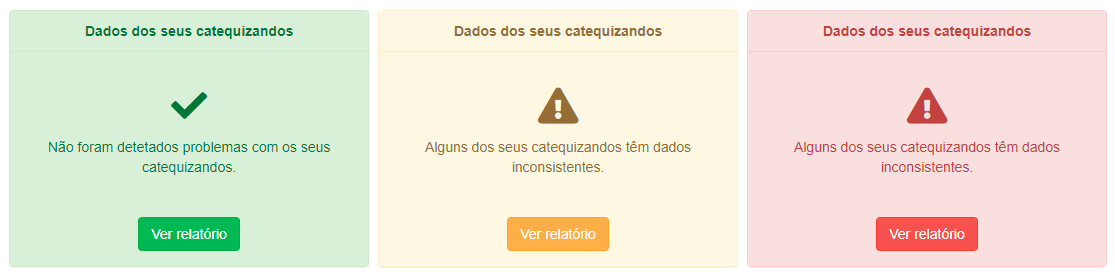 Dados dos seus catequizandos
Não foram detetados problemas com os seus
catequizandos.
Ver relatório
Dados dos seus catequizandos
Alguns dos seus catequizandos têm dados
inconsistentes.
Ver relatório
Dados dos seus catequizandos
Alguns dos seus catequizandos têm dados
inconsistentes.
Ver relatório